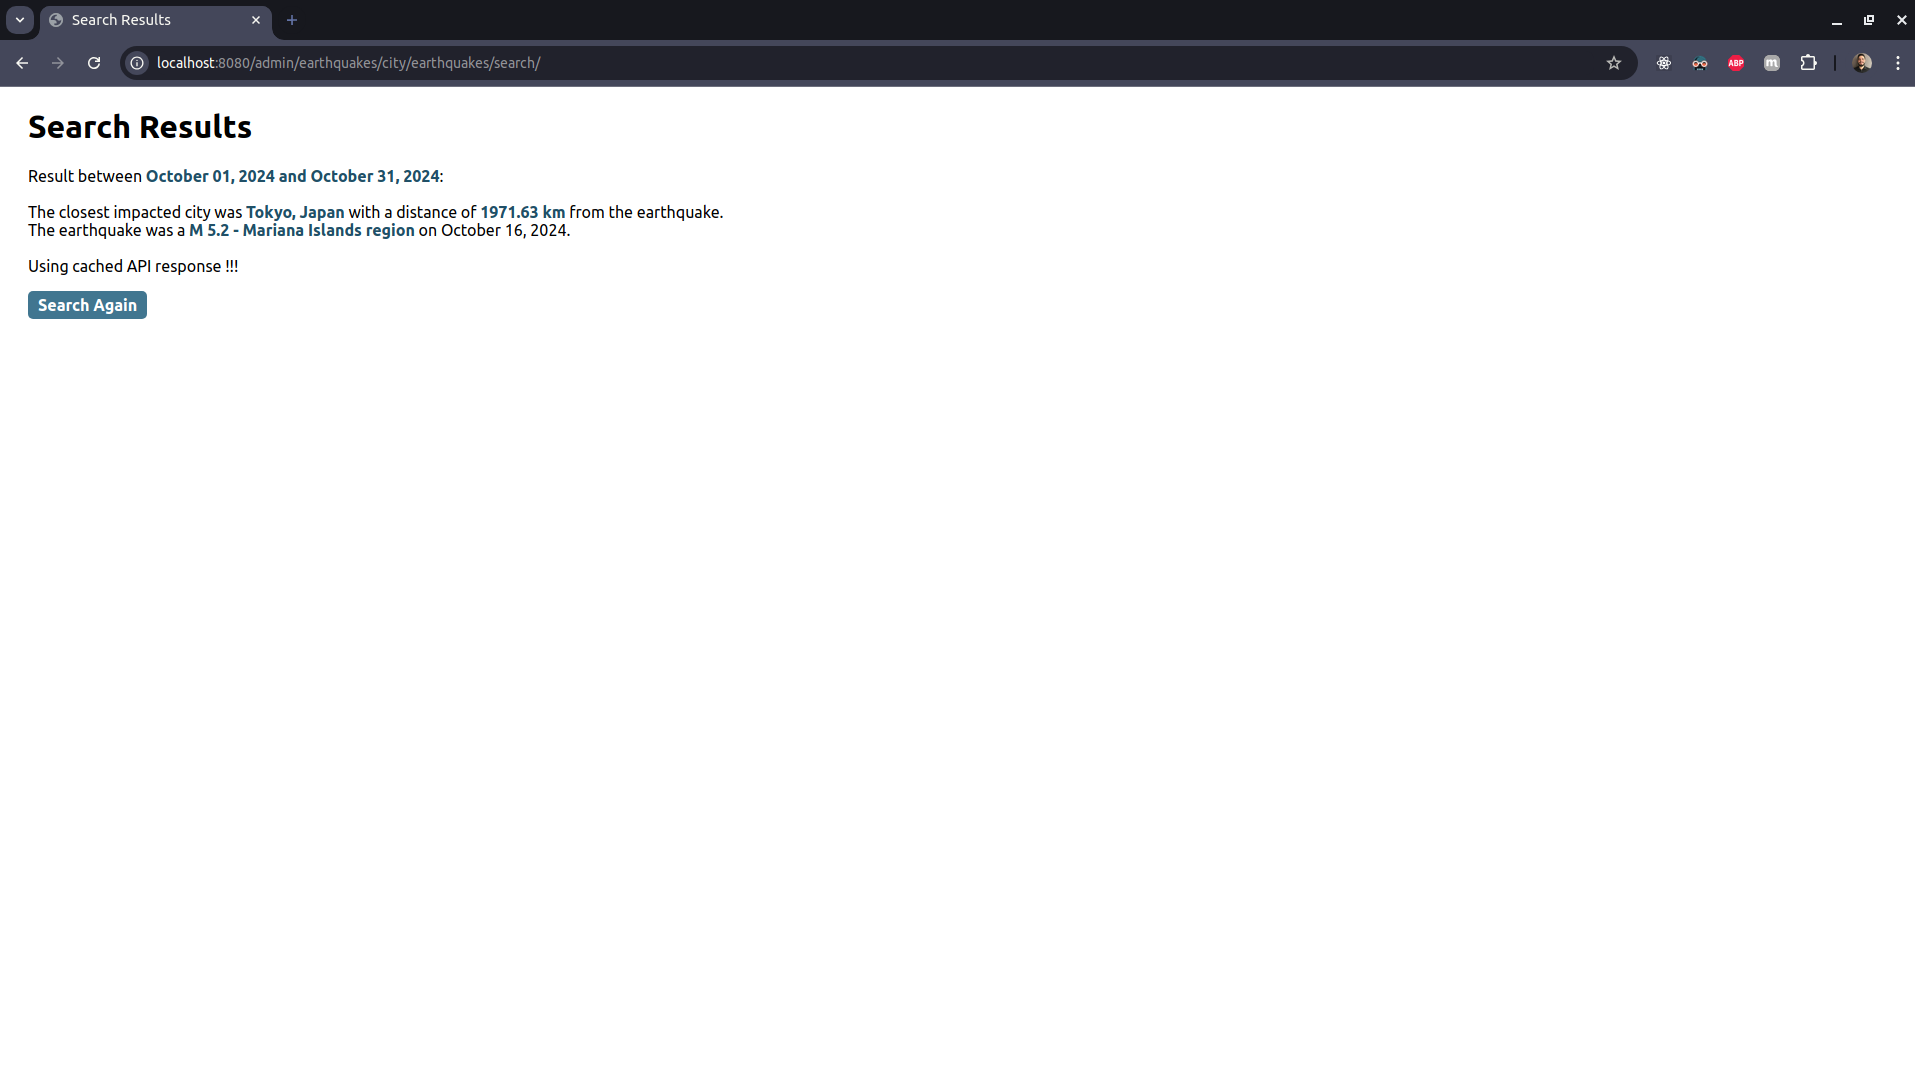 Search Results
localhost:8080/admin/earthquakes/city/earthquakes/search/
ABP
m
Search Results
Result between October 01, 2024 and October 31, 2024:
The closest impacted city was Tokyo, Japan with a distance of 1971.63 km from the earthquake.
The earthquake was a M 5.2 - Mariana Islands region on October 16, 2024.
Using cached API response !!!
Search Again